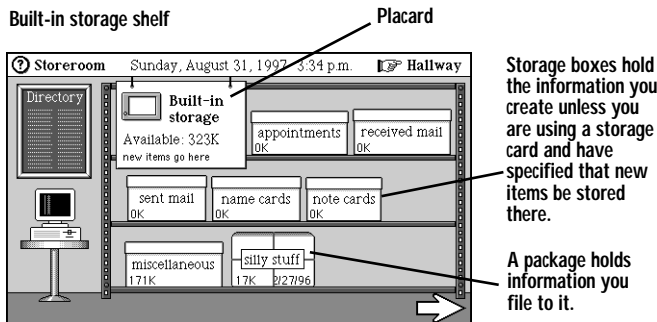 Built-in storage shelf
Placard
Storeroom Sunday, August 31, 1997 3:34 p.m. Hallway
Directory
Built-in
storage
Available: 323K
new items go here
appointments
0K
received mail
0K
sent mail
0K
name cards
0K
note cards
0K
miscellaneous
171K
silly stuff
17K 2/27/96
Storage boxes hold
the information you
create unless you
are using a storage
card and have
specified that new
items be stored
there.
A package holds
information you
file to it.